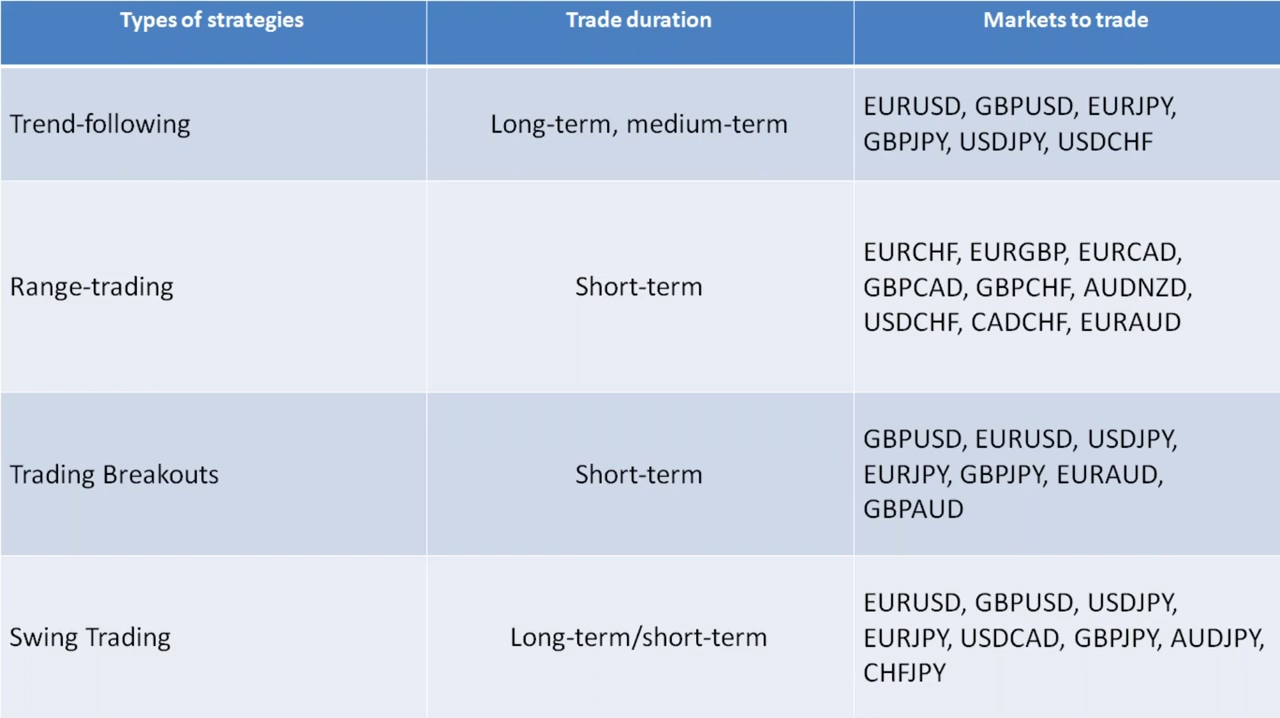 Types of strategies
Trade duration
Markets to trade
Trend-following
Long-term, medium-term
EURUSD, GBPUSD, EURJPY,
GBPJPY, USDJPY, USDCHF
Range-trading
Short-term
EURCHF, EURGBP, EURCAD,
GBPCAD, GBPCHF, AUDNZD,
USDCHF, CADCHF, EURAUD
Trading Breakouts
Short-term
GBPUSD, EURUSD, USDJPY,
EURJPY, GBPJPY, EURAUD,
GBPAUD
Swing Trading
Long-term/short-term
EURUSD, GBPUSD, USDJPY,
EURJPY, USDCAD, GBPJPY, AUDJPY,
CHFJPY